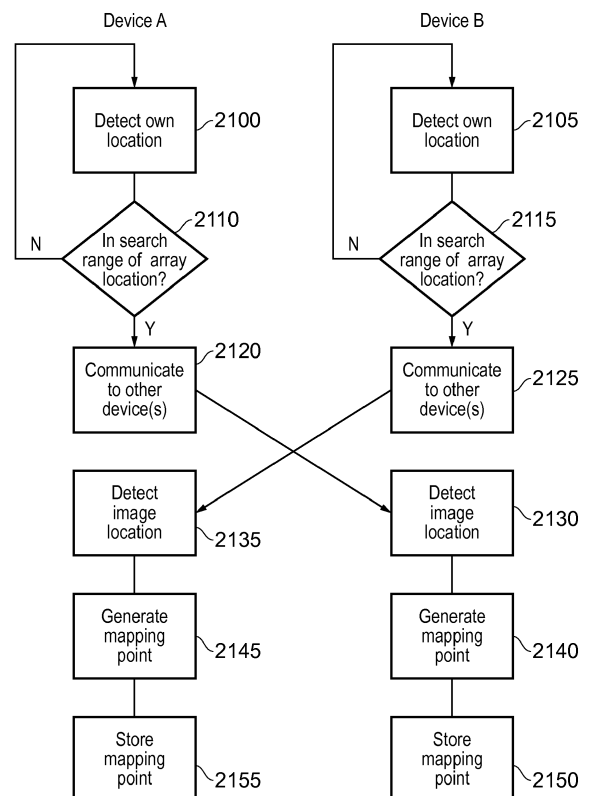 Device A
Device B
Detect own
location
2100
Detect own
location
2105
In search
range of array
location?
2110
N
Y
In search
range of array
location?
2115
N
Y
Communicate
to other
device(s)
2120
Communicate
to other
device(s)
2125
Detect
image
location
2135
Detect
image
location
2130
Generate
mapping
point
2145
Generate
mapping
point
2140
Store
mapping
point
2155
Store
mapping
point
2150